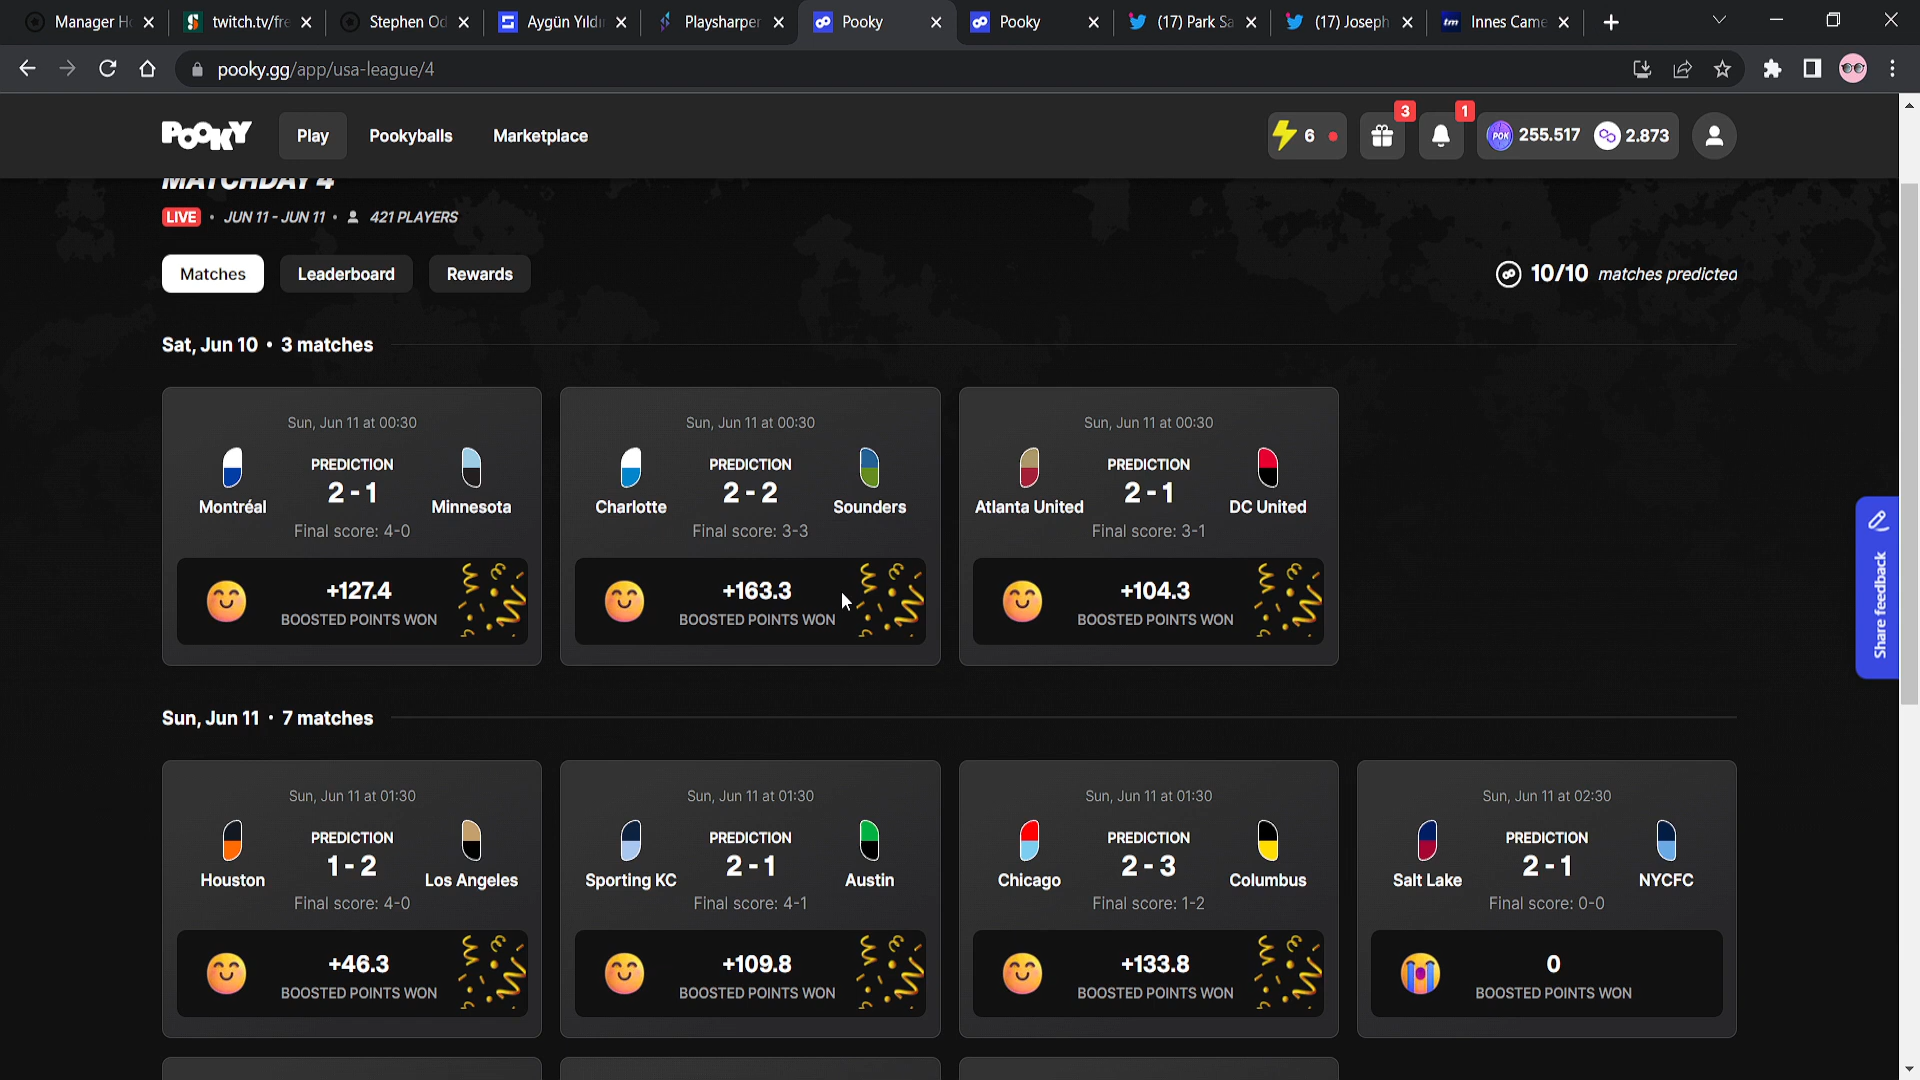 Manager H
twitch.tv/fre
Stephen Od
Aygün Yıldı
Playsharper
Pooky
Pooky
(17) Park Sa
(17) Joseph
Innes Came
pooky.gg/app/usa-league/4
POOKY
Play
Pookyballs
Marketplace
6
3
1
POK
255.517
2.873
MATCHDAY 4
LIVE • JUN 11 - JUN 11 • 421 PLAYERS
Matches
Leaderboard
Rewards
10/10 matches predicted
Sat, Jun 10 • 3 matches
Sun, Jun 11 at 00:30
PREDICTION
2 - 1
Montréal
Minnesota
Final score: 4-0
+127.4
BOOSTED POINTS WON
Sun, Jun 11 at 00:30
PREDICTION
2 - 2
Charlotte
Sounders
Final score: 3-3
+163.3
BOOSTED POINTS WON
Sun, Jun 11 at 00:30
PREDICTION
2 - 1
Atlanta United
DC United
Final score: 3-1
+104.3
BOOSTED POINTS WON
Share feedback
Sun, Jun 11 • 7 matches
Sun, Jun 11 at 01:30
PREDICTION
1 - 2
Houston
Los Angeles
Final score: 4-0
+46.3
BOOSTED POINTS WON
Sun, Jun 11 at 01:30
PREDICTION
2 - 1
Sporting KC
Austin
Final score: 4-1
+109.8
BOOSTED POINTS WON
Sun, Jun 11 at 01:30
PREDICTION
2 - 3
Chicago
Columbus
Final score: 1-2
+133.8
BOOSTED POINTS WON
Sun, Jun 11 at 02:30
PREDICTION
2 - 1
Salt Lake
NYCFC
Final score: 0-0
0
BOOSTED POINTS WON